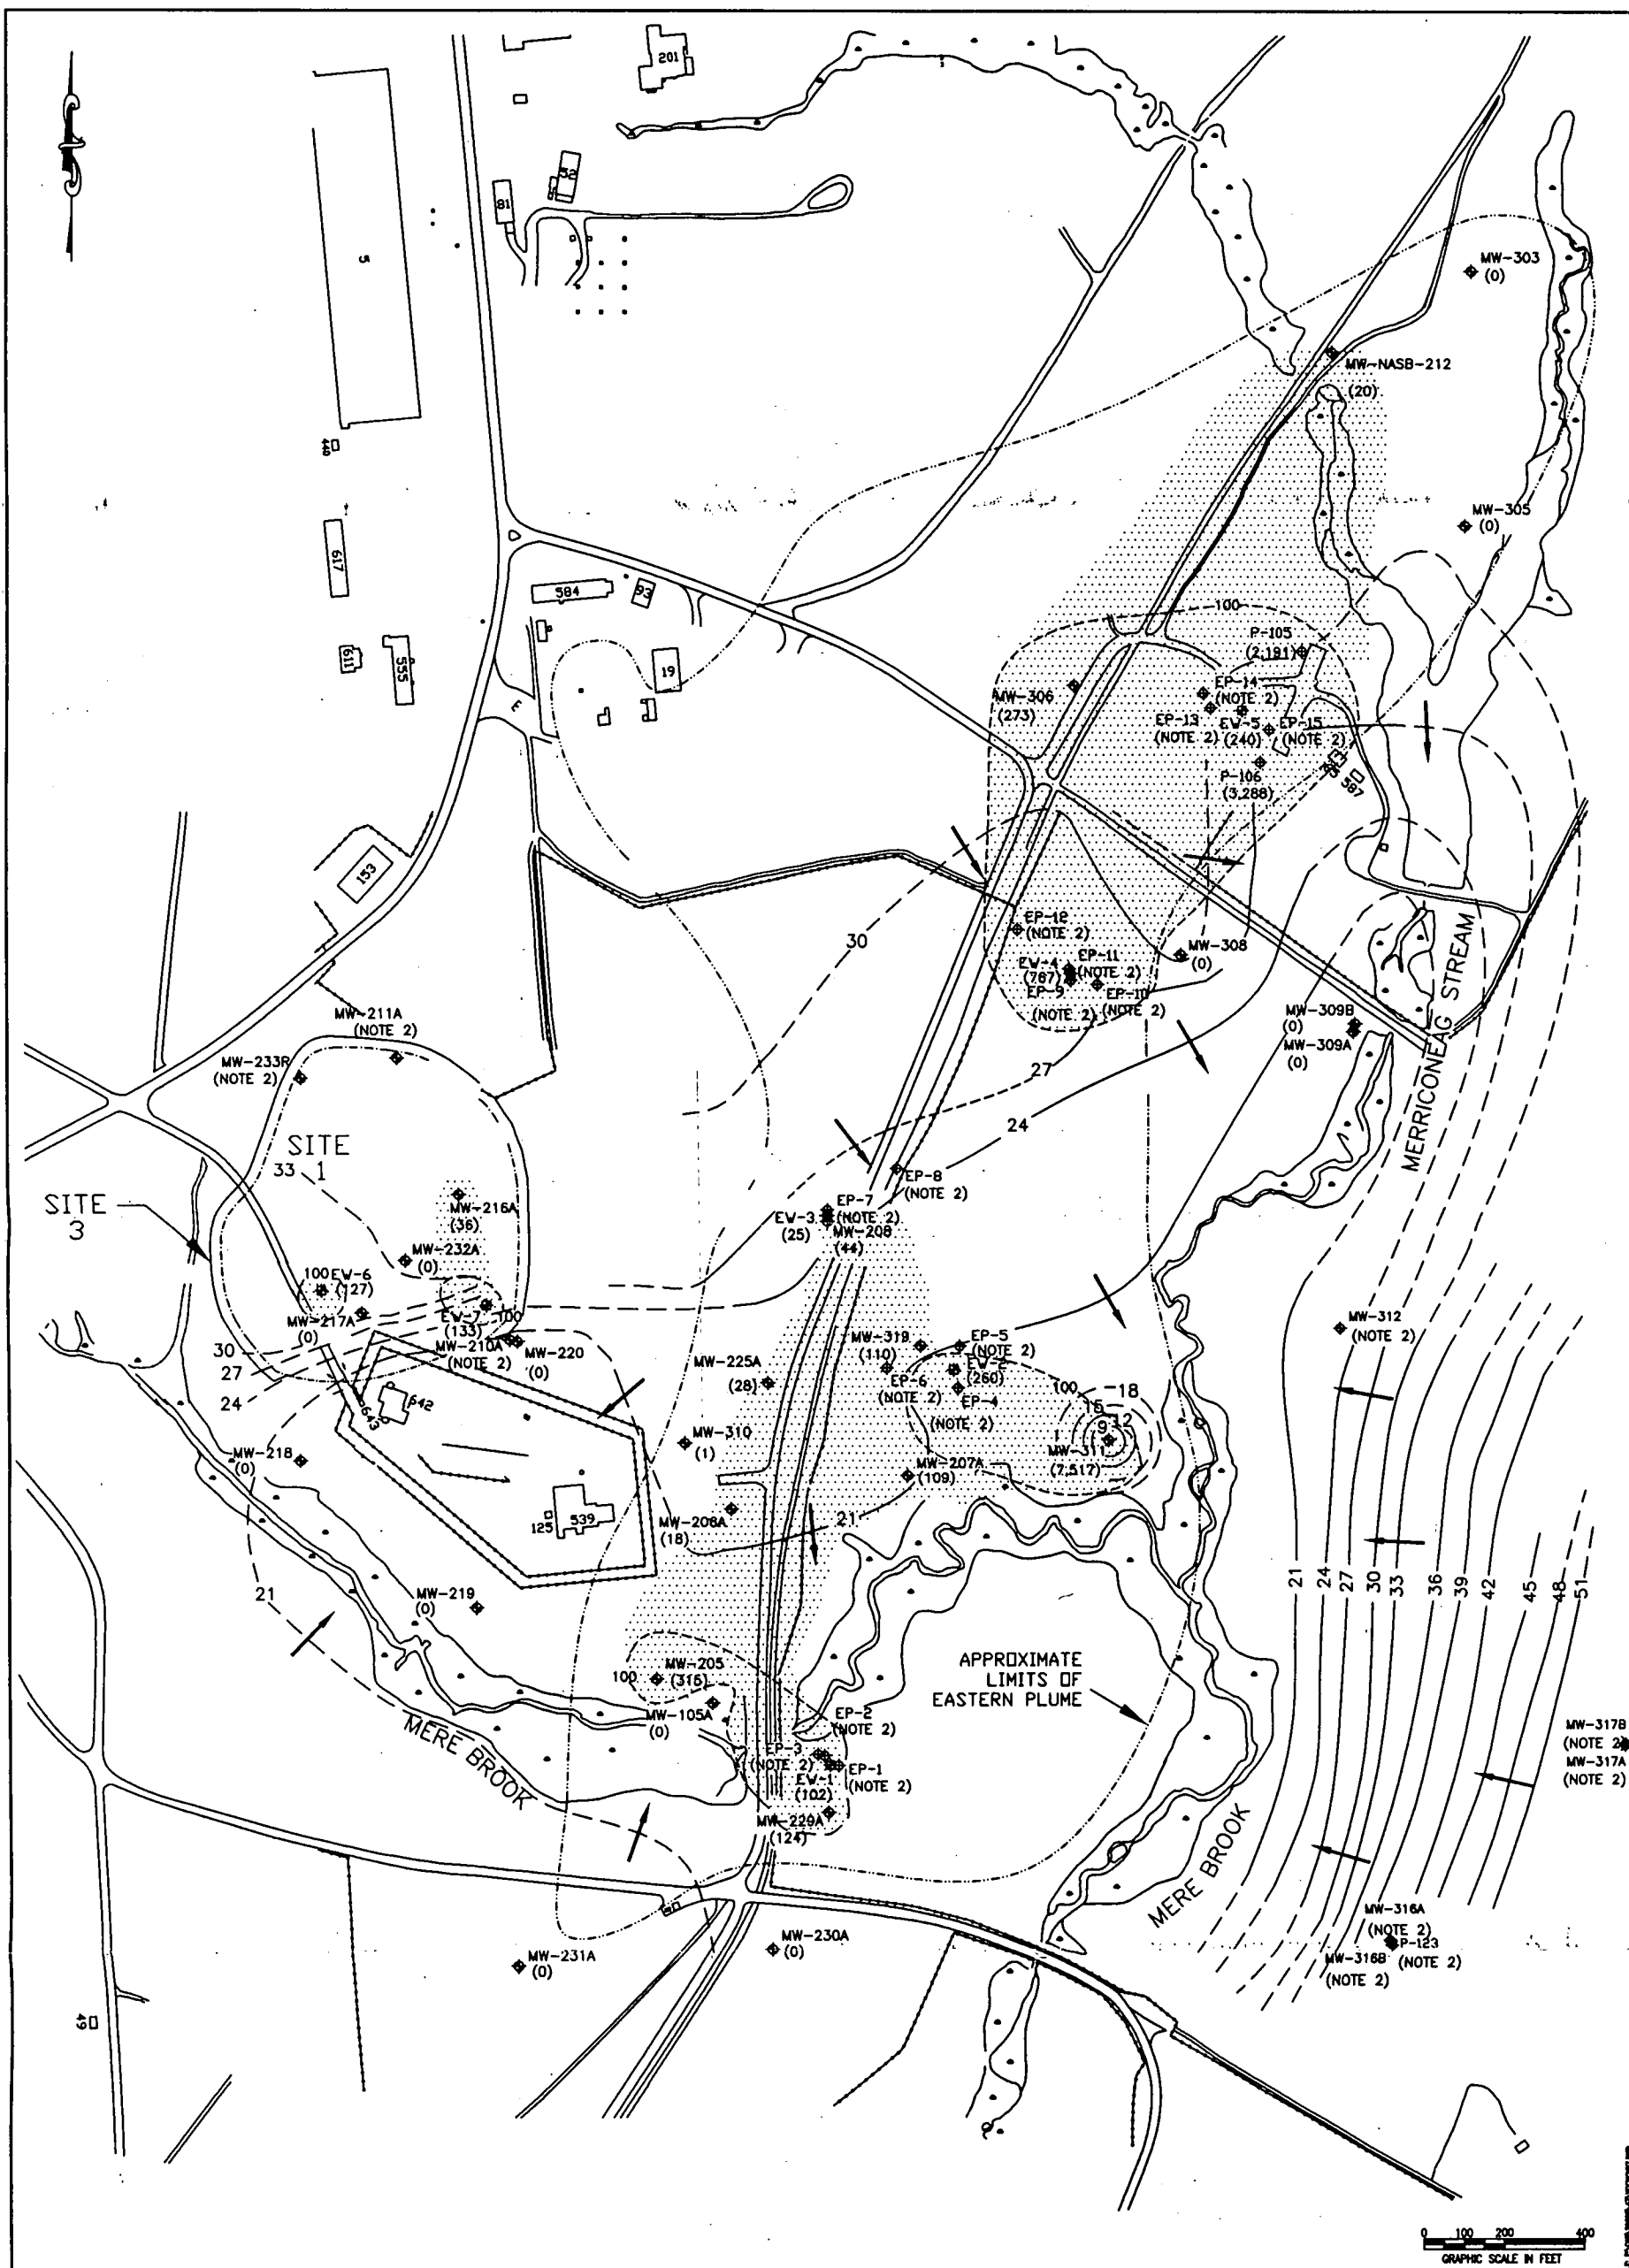 201
52
81
5
MW-303
(0)
MW-NASB-212
(20)
448
MW-305
(0)
617
584
93
100
P-105
(2,191)
611
555
19
EP-14
(NOTE 2)
MW-306
(273)
EP-13
(NOTE 2)
EW-5
(240)
EP-15
(NOTE 2)
P-106
(3,288)
587
153
30
EP-12
(NOTE 2)
MW-308
(0)
EP-11
(NOTE 2)
EW-4
(767)
EP-9
(NOTE 2)
EP-10
(NOTE 2)
MERRICONEAG STREAM
MW-211A
(NOTE 2)
MW-309B
(0)
MW-309A
(0)
MW-233R
(NOTE 2)
27
24
SITE
1
33
EP-8
(NOTE 2)
SITE
3
MW-216A
(36)
EP-7
(NOTE 2)
EW-3
(25)
MW-208
(44)
MW-232A
(0)
100
EW-6
(127)
MW-217A
(0)
EW-7
(133)
100
MW-210A
(NOTE 2)
MW-220
(0)
MW-312
(NOTE 2)
30
27
24
MW-319
(110)
EP-5
(NOTE 2)
MW-225A
(28)
EW-2
(260)
EP-6
(NOTE 2)
EP-4
(NOTE 2)
100
18
15
12
9
642
643
MW-310
(1)
MW-311
(7,517)
MW-218
(0)
MW-207A
(109)
125
539
MW-206A
(18)
21
21
MW-219
(0)
21
24
27
30
33
36
39
42
45
48
51
APPROXIMATE
LIMITS OF
EASTERN PLUME
100
MW-205
(316)
MW-105A
(0)
EP-2
(NOTE 2)
MERE BROOK
EP-3
(NOTE 2)
EP-1
(NOTE 2)
EW-1
(102)
MW-229A
(124)
MW-317B
(NOTE 2)
MW-317A
(NOTE 2)
MERE BROOK
MW-316A
(NOTE 2)
P-123
(NOTE 2)
MW-316B
(NOTE 2)
MW-230A
(0)
MW-231A
(0)
49
0 100 200 400
GRAPHIC SCALE IN FEET